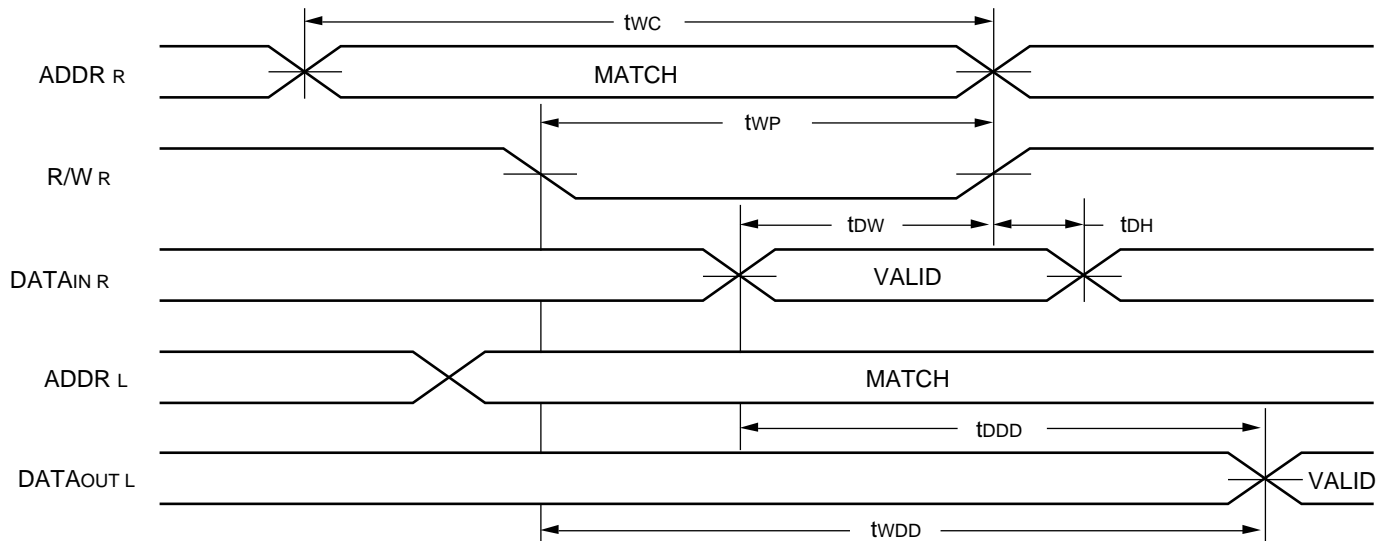 tWC
ADDR R
MATCH
tWP
R/W R
tDW
tDH
DATAIN R
VALID
ADDR L
MATCH
tDDD
DATAOUT L
VALID
tWDD